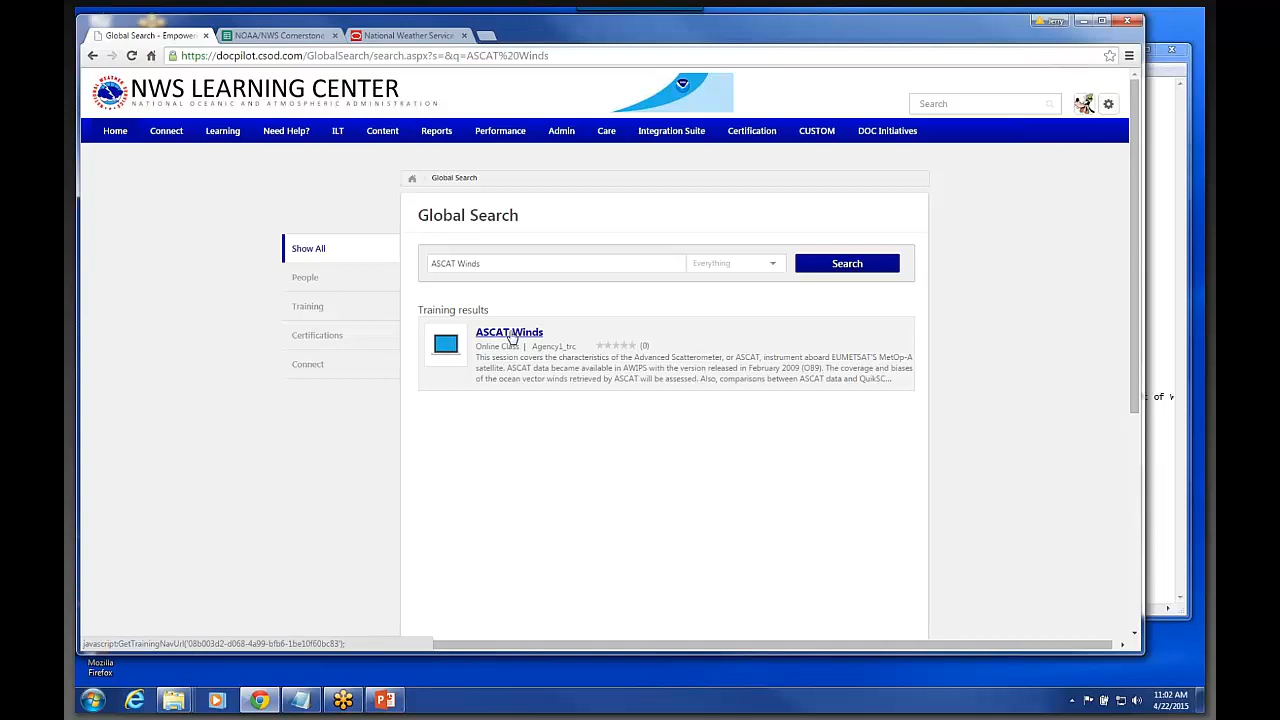 Jerry
Global Search - Empower
NOAA/NWS Cornerstone
National Weather Service
https://docpilot.csod.com/GlobalSearch/search.aspx?s=&q=ASCAT%20Winds
NWS LEARNING CENTER
NATIONAL OCEANIC AND ATMOSPHERIC ADMINISTRATION
Search
Home Connect Learning Need Help? ILT Content Reports Performance Admin Care Integration Suite Certification CUSTOM DOC Initiatives
Global Search
Global Search
Show All
People
Training
Certifications
Connect
ASCAT Winds
Everything
Search
Training results
ASCAT Winds
Online Class | Agency1_trc (0)
This session covers the characteristics of the Advanced Scatterometer, or ASCAT, instrument aboard EUMETSAT'S MetOp-A
satellite. ASCAT data became available in AWIPS with the version released in February 2009 (OB9). The coverage and biases
of the ocean vector winds retrieved by ASCAT will be assessed. Also, comparisons between ASCAT data and QuikSC...
of
javascript:GetTrainingNavUrl('08b003d2-d068-4a99-bfb6-1be10f60bc83');
Mozilla
Firefox
11:02 AM
4/22/2015